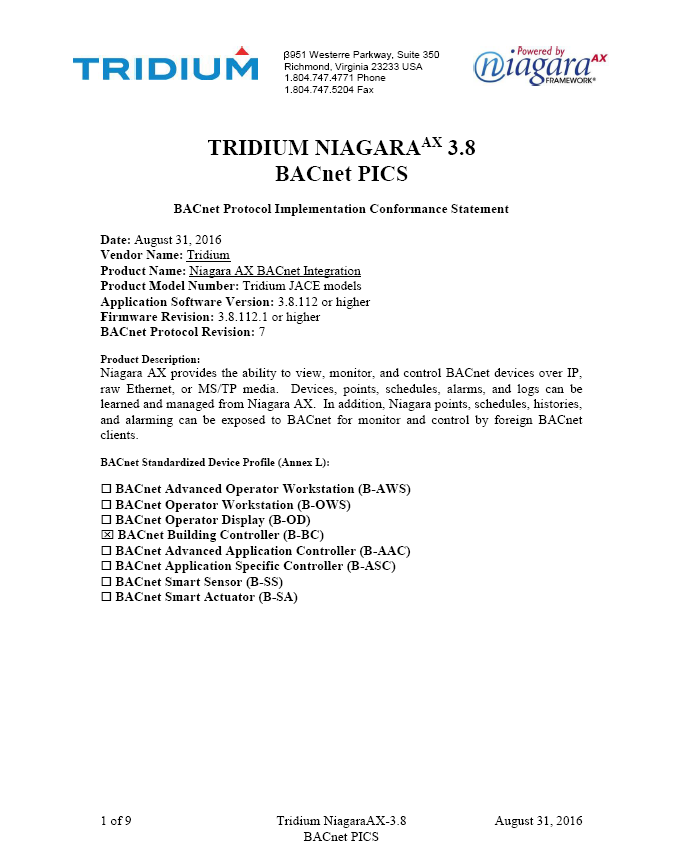 TRIDIUM
3951 Westerre Parkway, Suite 350
Richmond, Virginia 23233 USA
1.804.747.4771 Phone
1.804.747.5204 Fax
Powered by
niagara AX
FRAMEWORK®
TRIDIUM NIAGARA AX 3.8
BACnet PICS
BACnet Protocol Implementation Conformance Statement
Date: August 31, 2016
Vendor Name: Tridium
Product Name: Niagara AX BACnet Integration
Product Model Number: Tridium JACE models
Application Software Version: 3.8.112 or higher
Firmware Revision: 3.8.112.1 or higher
BACnet Protocol Revision: 7
Product Description:
Niagara AX provides the ability to view, monitor, and control BACnet devices over IP,
raw Ethernet, or MS/TP media. Devices, points, schedules, alarms, and logs can be
learned and managed from Niagara AX. In addition, Niagara points, schedules, histories,
and alarming can be exposed to BACnet for monitor and control by foreign BACnet
clients.
BACnet Standardized Device Profile (Annex L):
☐ BACnet Advanced Operator Workstation (B-AWS)
☐ BACnet Operator Workstation (B-OWS)
☐ BACnet Operator Display (B-OD)
☒ BACnet Building Controller (B-BC)
☐ BACnet Advanced Application Controller (B-AAC)
☐ BACnet Application Specific Controller (B-ASC)
☐ BACnet Smart Sensor (B-SS)
☐ BACnet Smart Actuator (B-SA)
1 of 9 Tridium NiagaraAX-3.8 August 31, 2016
BACnet PICS